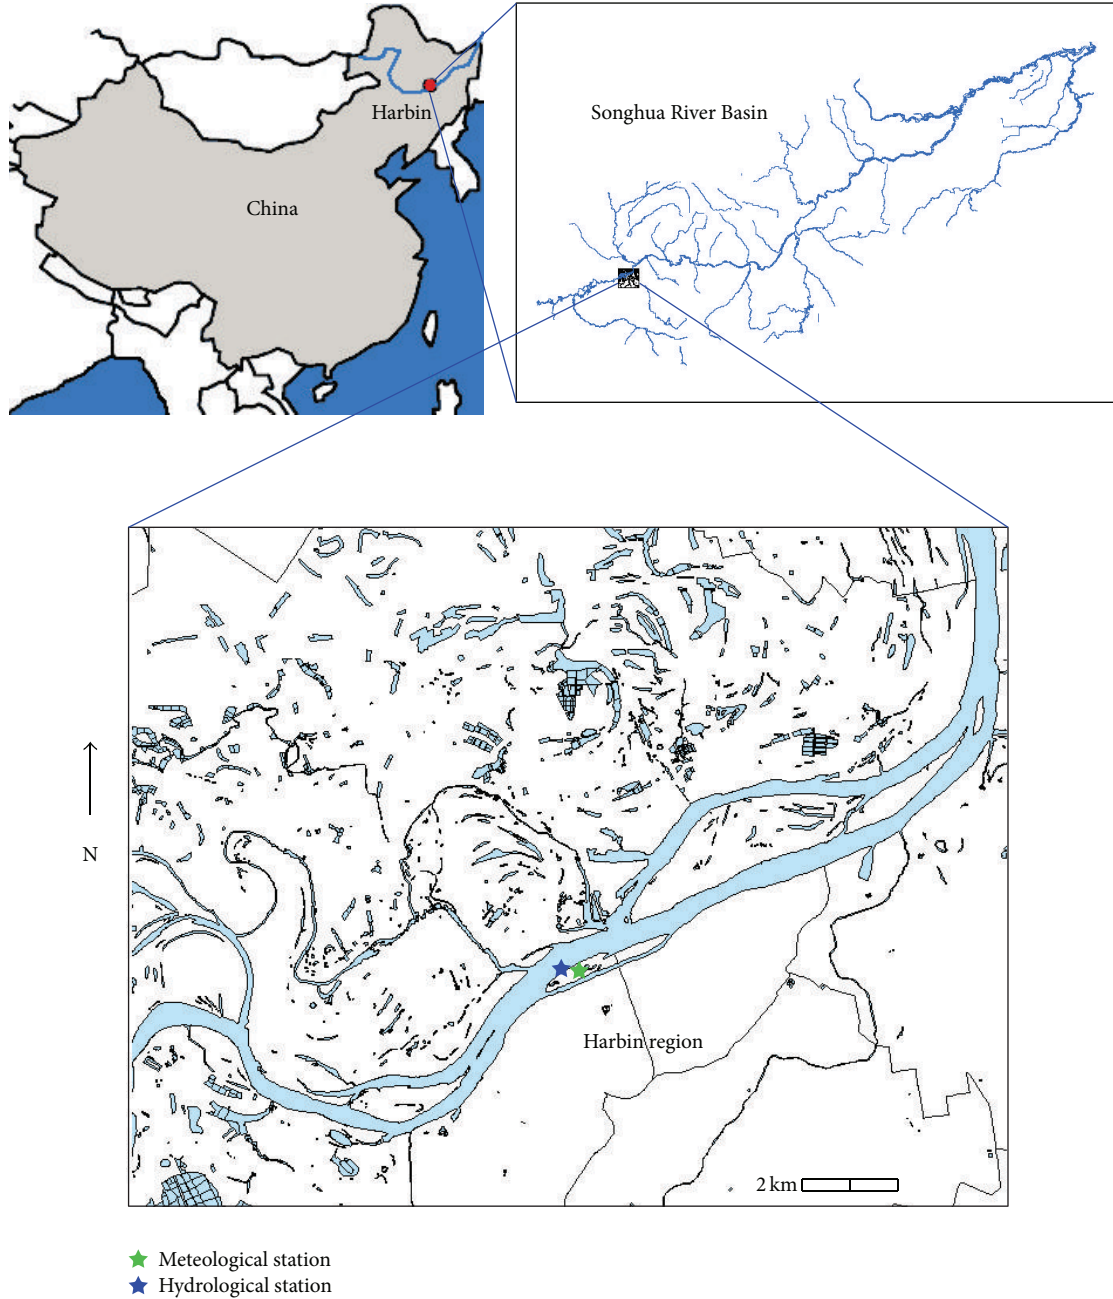 Harbin
China
Songhua River Basin
N
Harbin region
2 km
Meteological station
Hydrological station